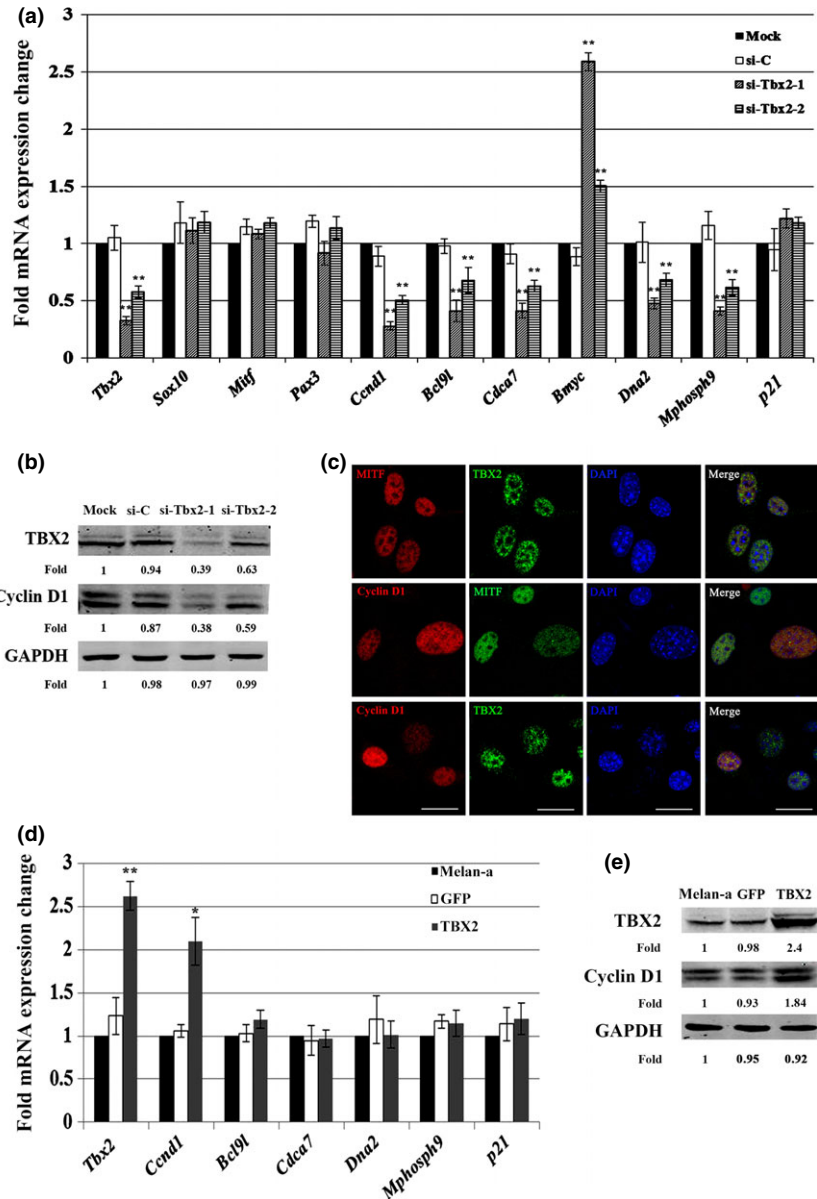 (a)
3
2.5
2
1.5
1
0.5
0
Fold mRNA expression change
Mock
si-C
si-Tbx2-1
si-Tbx2-2
** ** ** ** ** ** ** ** ** ** ** ** ** **
Tbx2 Sox10 Mitf Pax3 Ccnd1 Bcl9l Cdca7 Bmyc Dna2 Mphosph9 p21
(b)
Mock si-C si-Tbx2-1 si-Tbx2-2
TBX2
Fold 1 0.94 0.39 0.63
Cyclin D1
Fold 1 0.87 0.38 0.59
GAPDH
Fold 1 0.98 0.97 0.99
(c)
MITF TBX2 DAPI Merge
Cyclin D1 MITF DAPI Merge
Cyclin D1 TBX2 DAPI Merge
(d)
3
2.5
2
1.5
1
0.5
0
Fold mRNA expression change
Melan-a
GFP
TBX2
** *
Tbx2 Ccnd1 Bcl9l Cdca7 Dna2 Mphosph9 p21
(e)
Melan-a GFP TBX2
TBX2
Fold 1 0.98 2.4
Cyclin D1
Fold 1 0.93 1.84
GAPDH
Fold 1 0.95 0.92